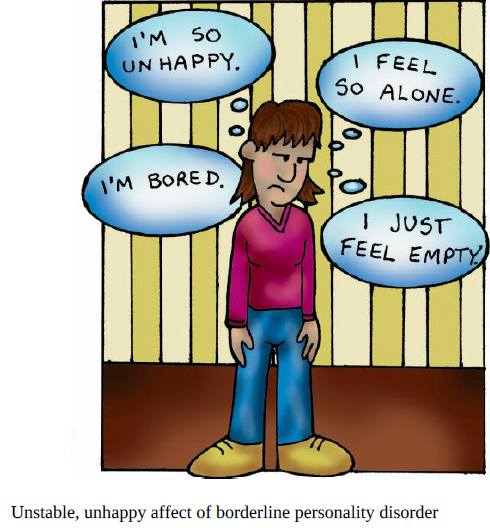 I'M SO
UNHAPPY.
I FEEL
SO ALONE.
I'M BORED.
I JUST
FEEL EMPTY.
Unstable, unhappy affect of borderline personality disorder